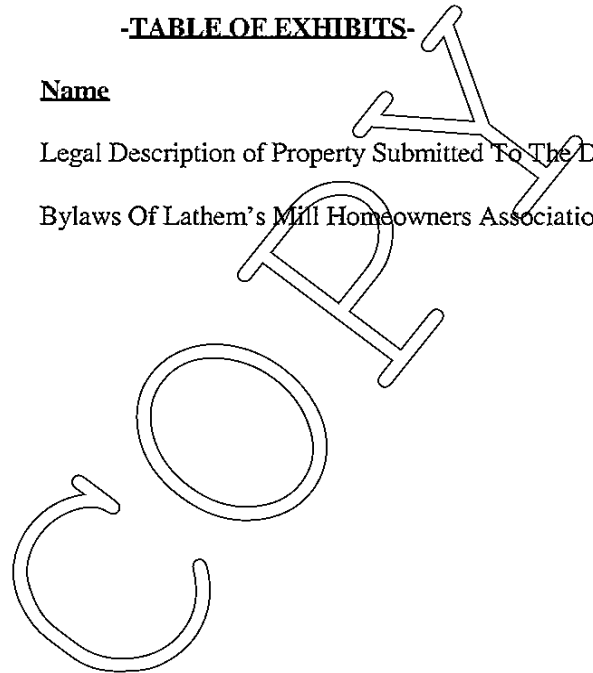 -TABLE OF EXHIBITS-
Name
Legal Description of Property Submitted To The D
Bylaws Of Lathem's Mill Homeowners Associatio
COPY